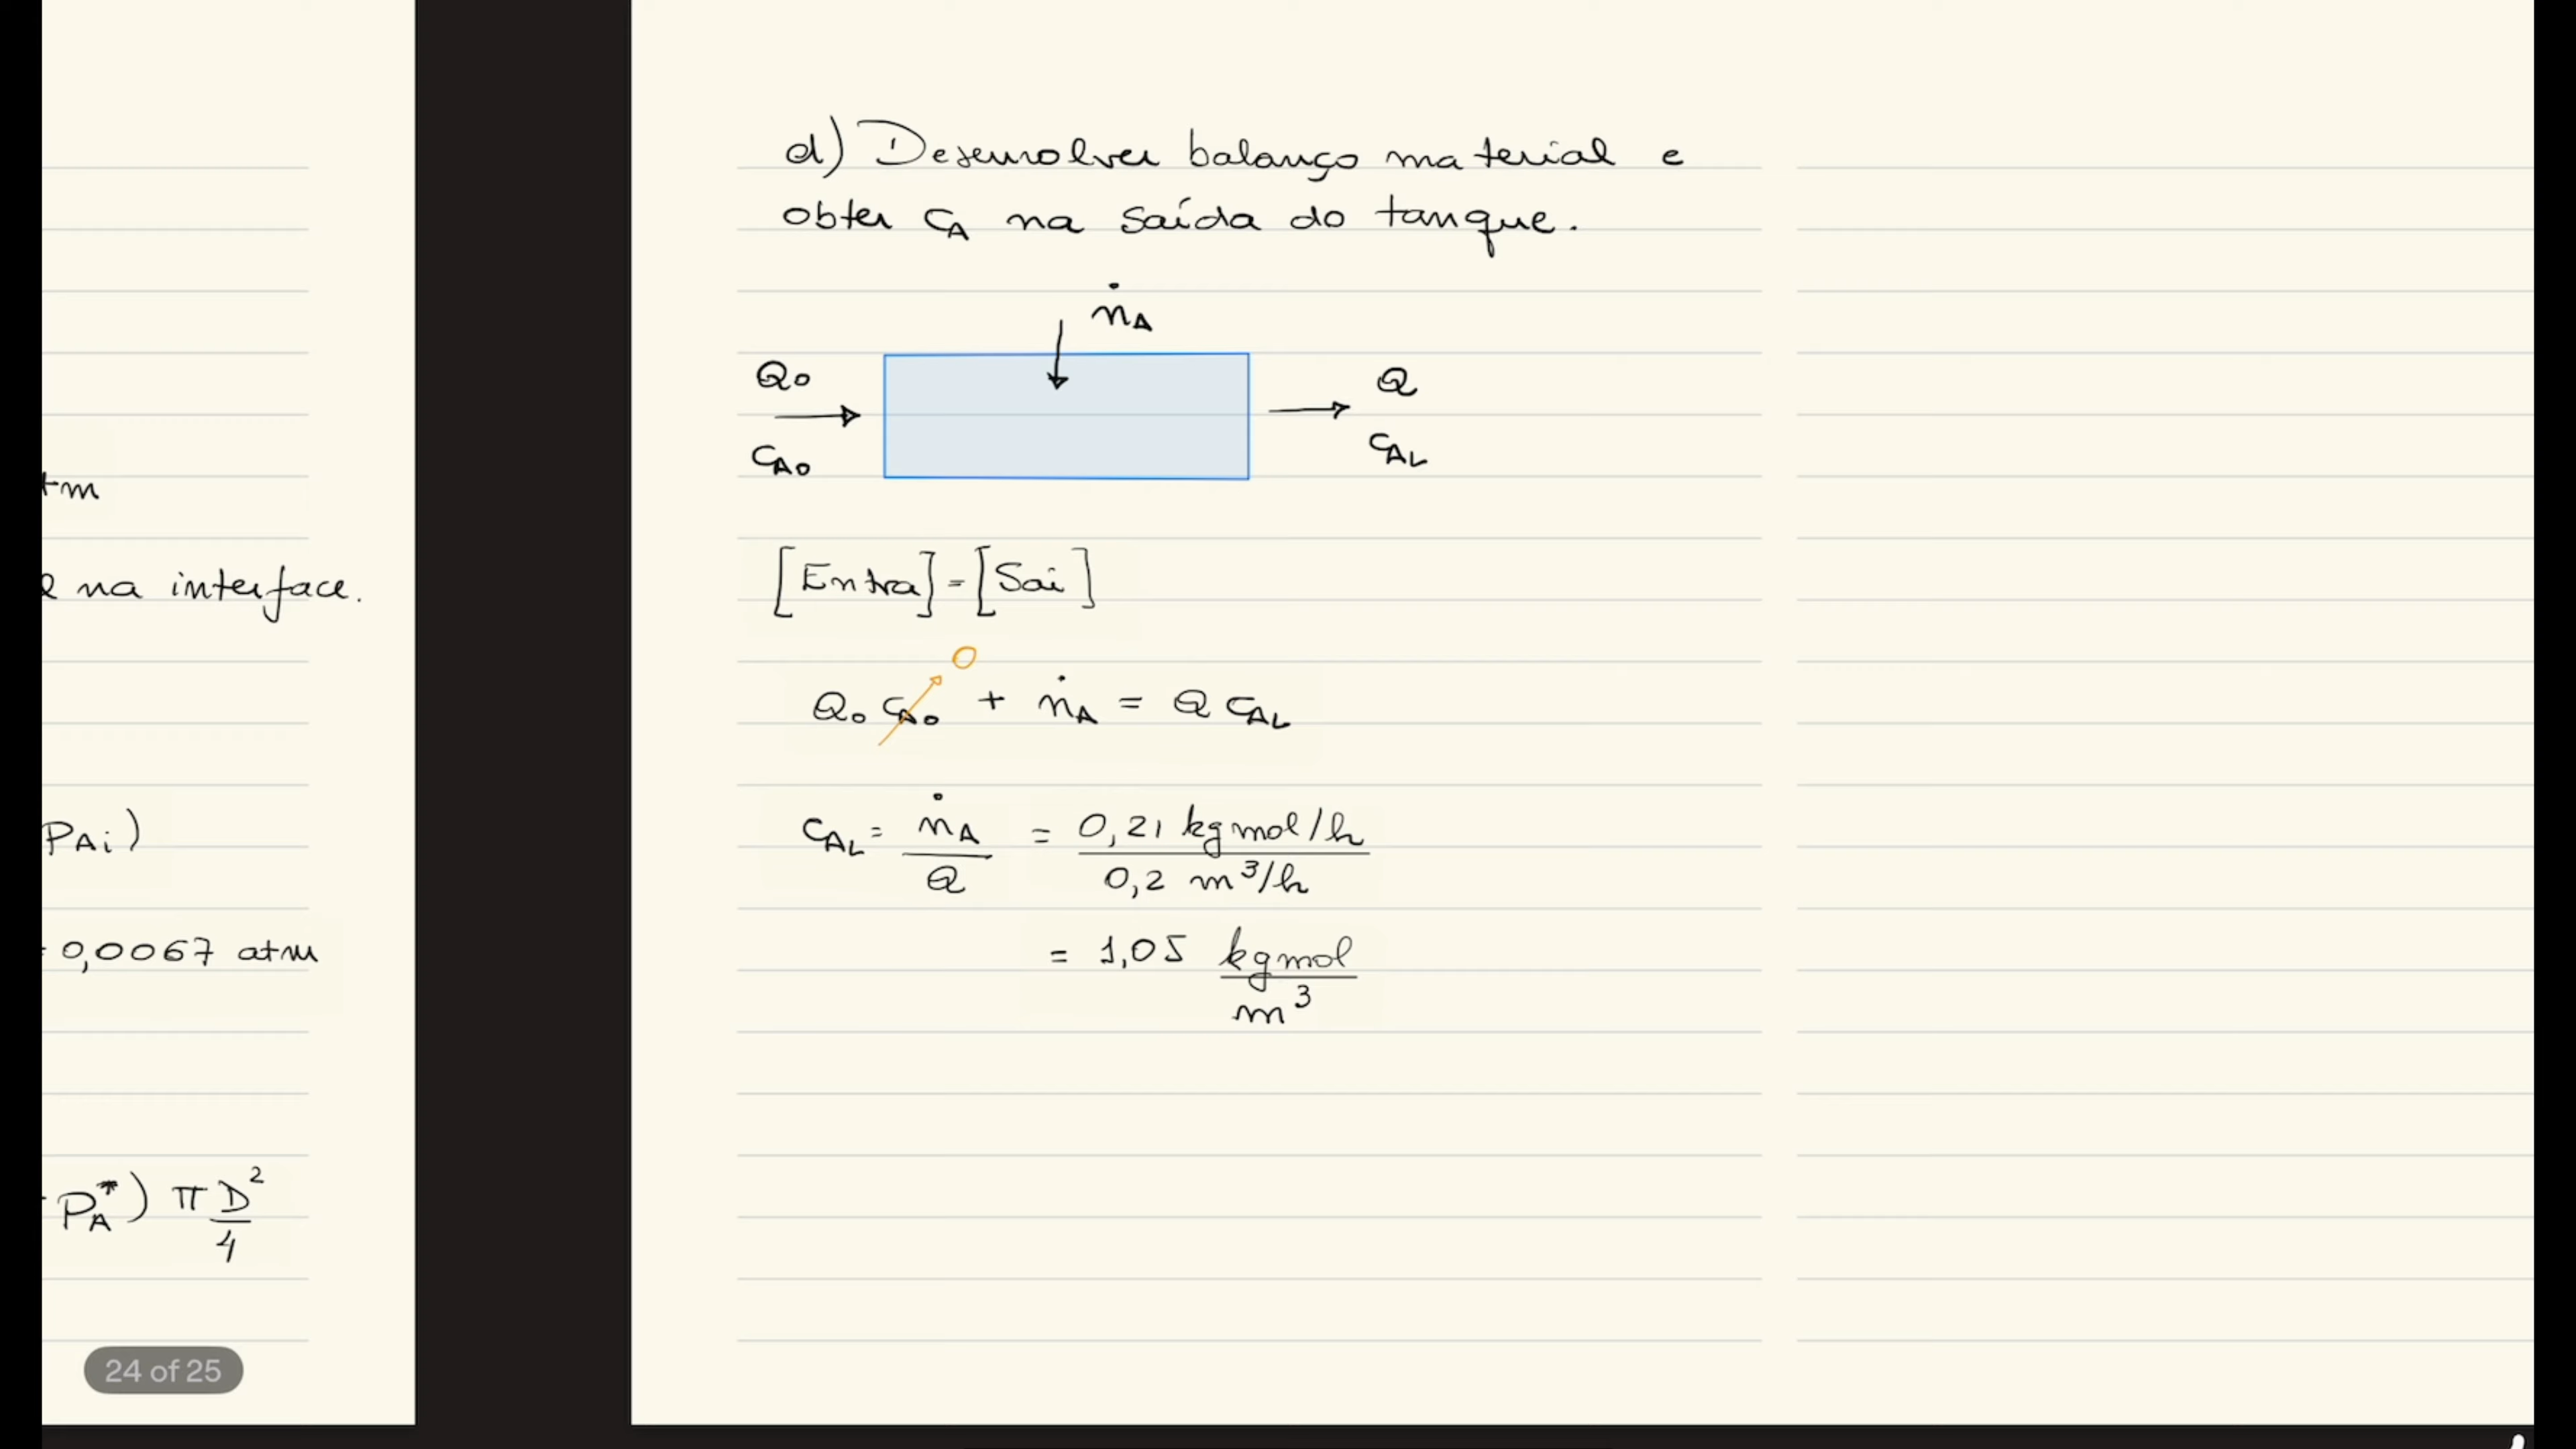 tm
na interface.
PAi)
0,0067 atm
PA*) π D²/4
24 of 25
d) Desenvolver balanço material e
obter CA na saída do tanque.
ṅA
Q0
CA0
Q
CAL
[Entra] = [Sai]
0
Q0 CA0 + ṅA = Q CAL
CAL = ṅA/Q = 0,21 kgmol/h / 0,2 m³/h
= 1,05 kgmol/m³